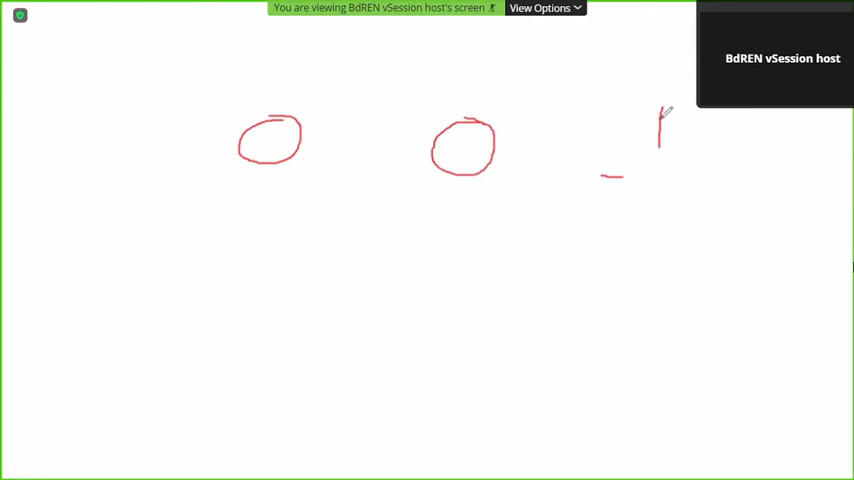 You are viewing BdREN vSession host's screen
View Options
BdREN vSession host